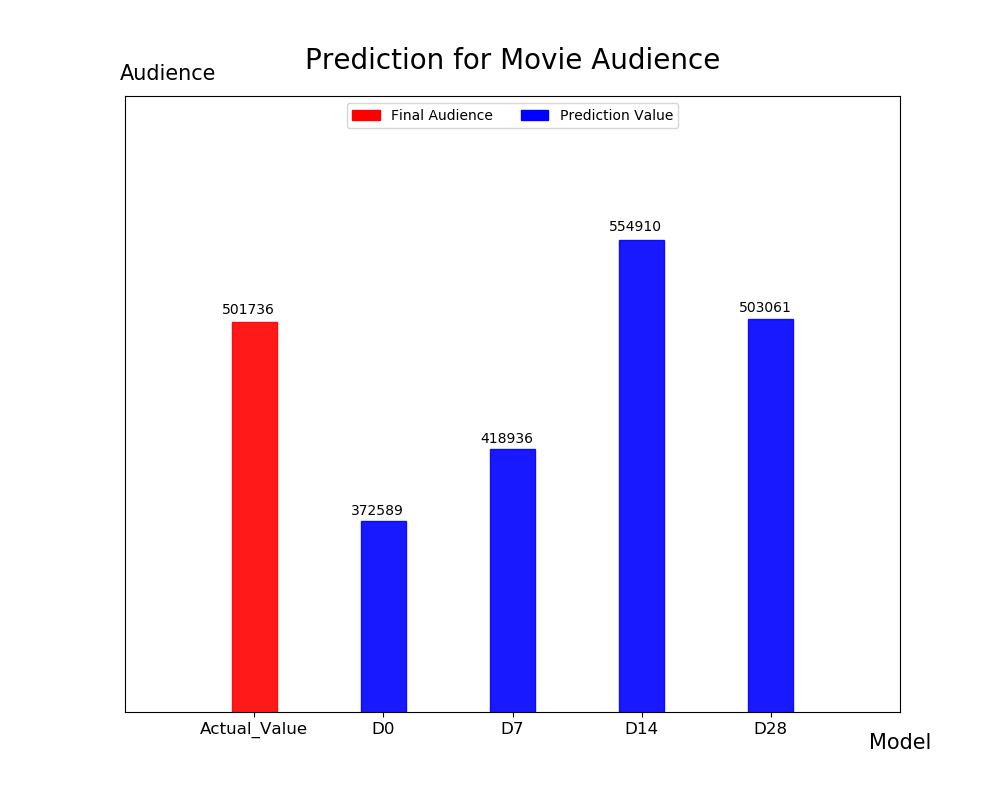 Prediction for Movie Audience
Audience
Final Audience Prediction Value
554910
501736
503061
418936
372589
Actual_Value D0 D7 D14 D28
Model